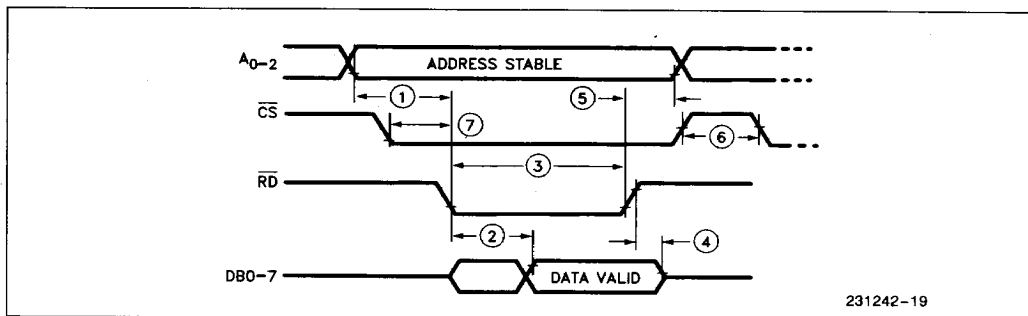 A0-2
ADDRESS STABLE
1
5
CS
7
6
3
RD
2
4
DB0-7
DATA VALID
231242-19